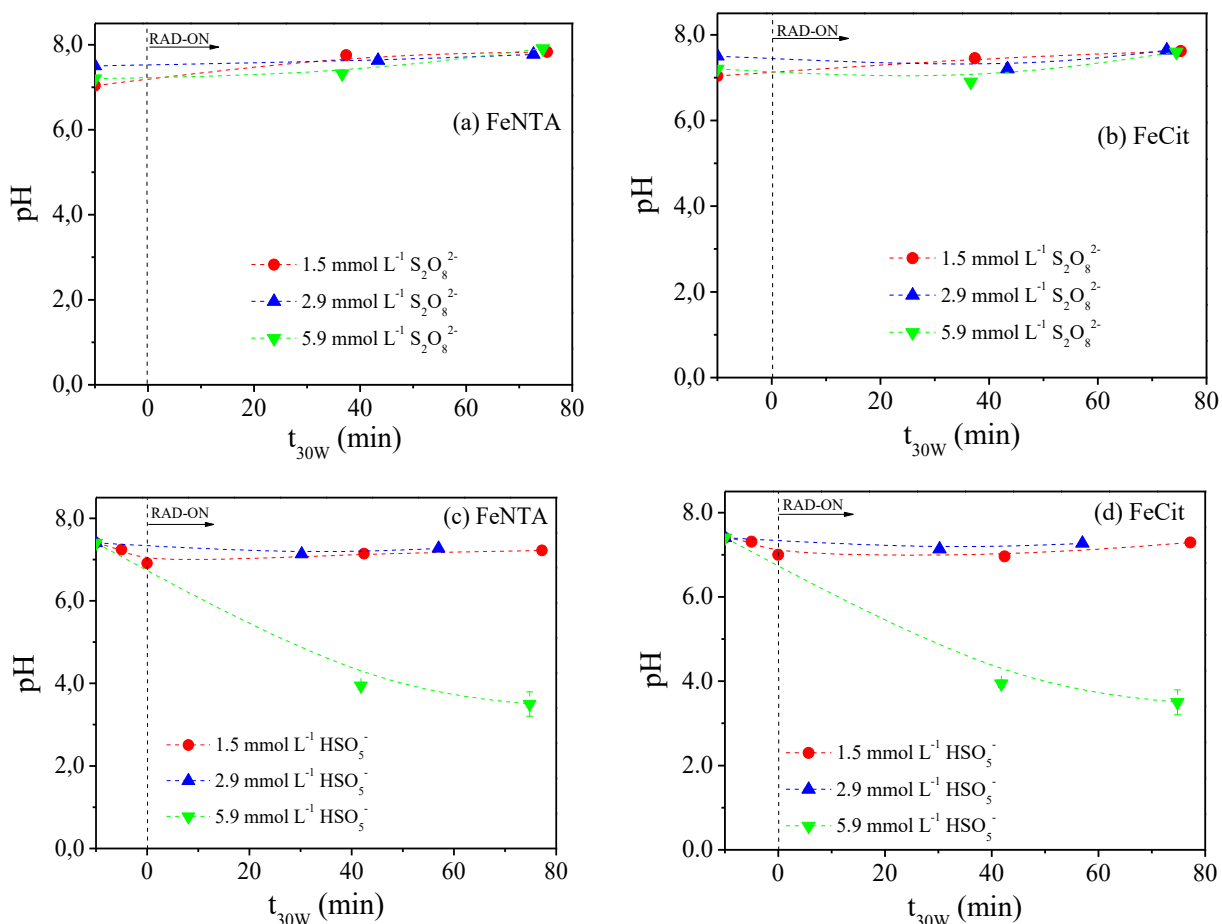 8,0
6,0
4,0
2,0
0,0
pH
RAD-ON
(a) FeNTA
1.5 mmol L⁻¹ S₂O₈²⁻
2.9 mmol L⁻¹ S₂O₈²⁻
5.9 mmol L⁻¹ S₂O₈²⁻
0 20 40 60 80
t₃₀W (min)
8,0
6,0
4,0
2,0
0,0
pH
RAD-ON
(b) FeCit
1.5 mmol L⁻¹ S₂O₈²⁻
2.9 mmol L⁻¹ S₂O₈²⁻
5.9 mmol L⁻¹ S₂O₈²⁻
0 20 40 60 80
t₃₀W (min)
8,0
6,0
4,0
2,0
0,0
pH
RAD-ON
(c) FeNTA
1.5 mmol L⁻¹ HSO₅⁻
2.9 mmol L⁻¹ HSO₅⁻
5.9 mmol L⁻¹ HSO₅⁻
0 20 40 60 80
t₃₀W (min)
8,0
6,0
4,0
2,0
0,0
pH
RAD-ON
(d) FeCit
1.5 mmol L⁻¹ HSO₅⁻
2.9 mmol L⁻¹ HSO₅⁻
5.9 mmol L⁻¹ HSO₅⁻
0 20 40 60 80
t₃₀W (min)